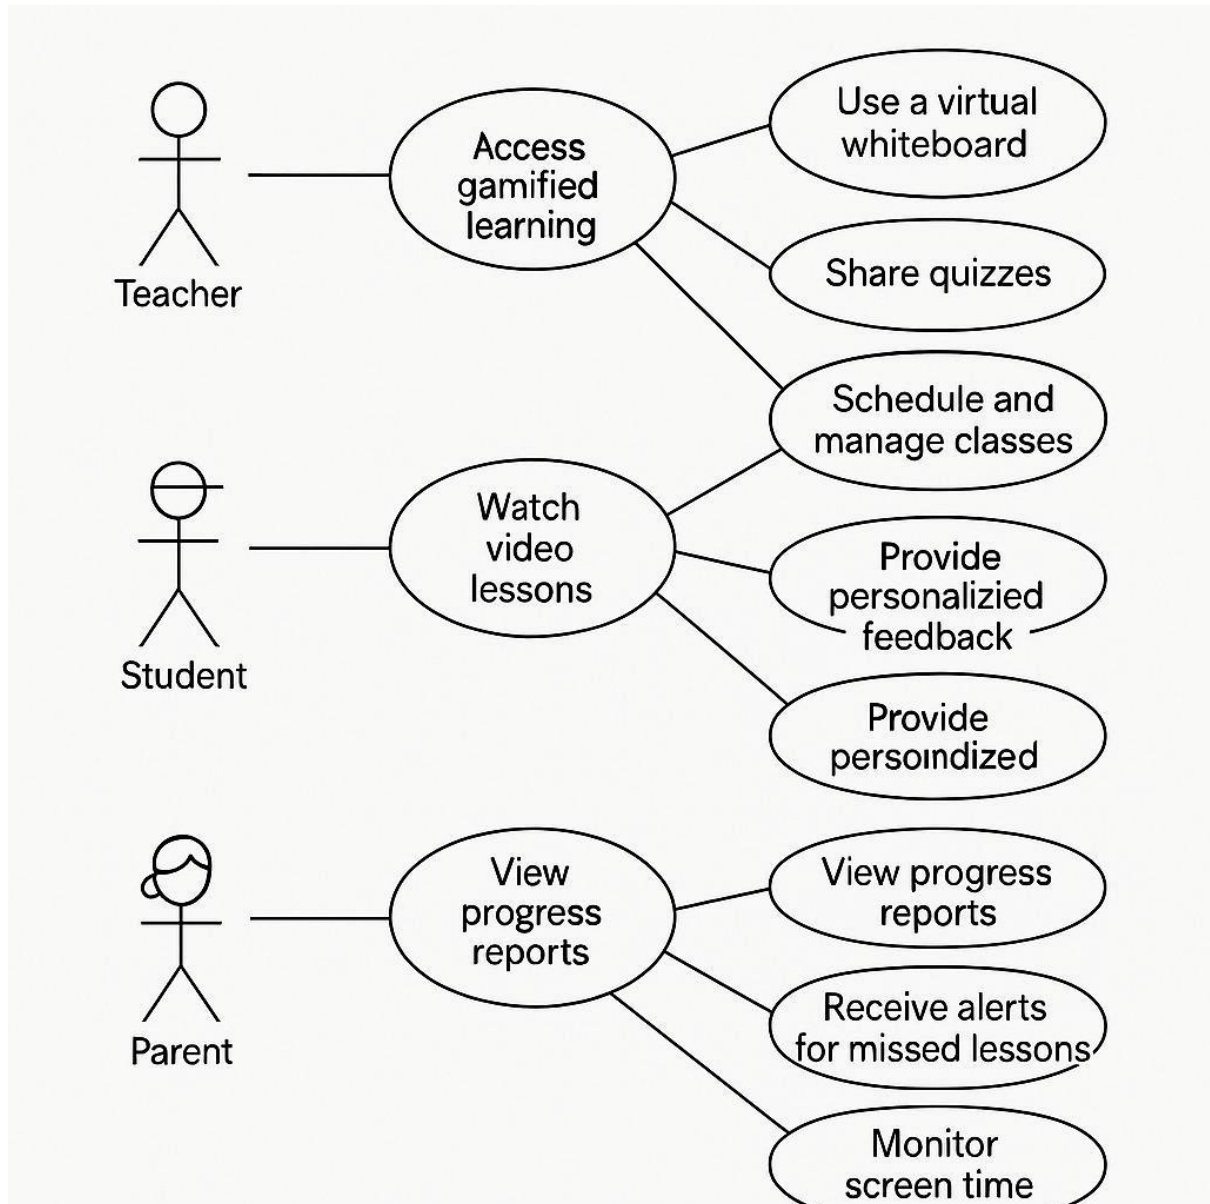 Teacher
Access
gamified
learning
Use a virtual
whiteboard
Share quizzes
Schedule and
manage classes
Student
Watch
video
lessons
Provide
personalizied
feedback
Provide
persoındized
Parent
View
progress
reports
View progress
reports
Receive alerts
for missed lessons
Monitor
screen time